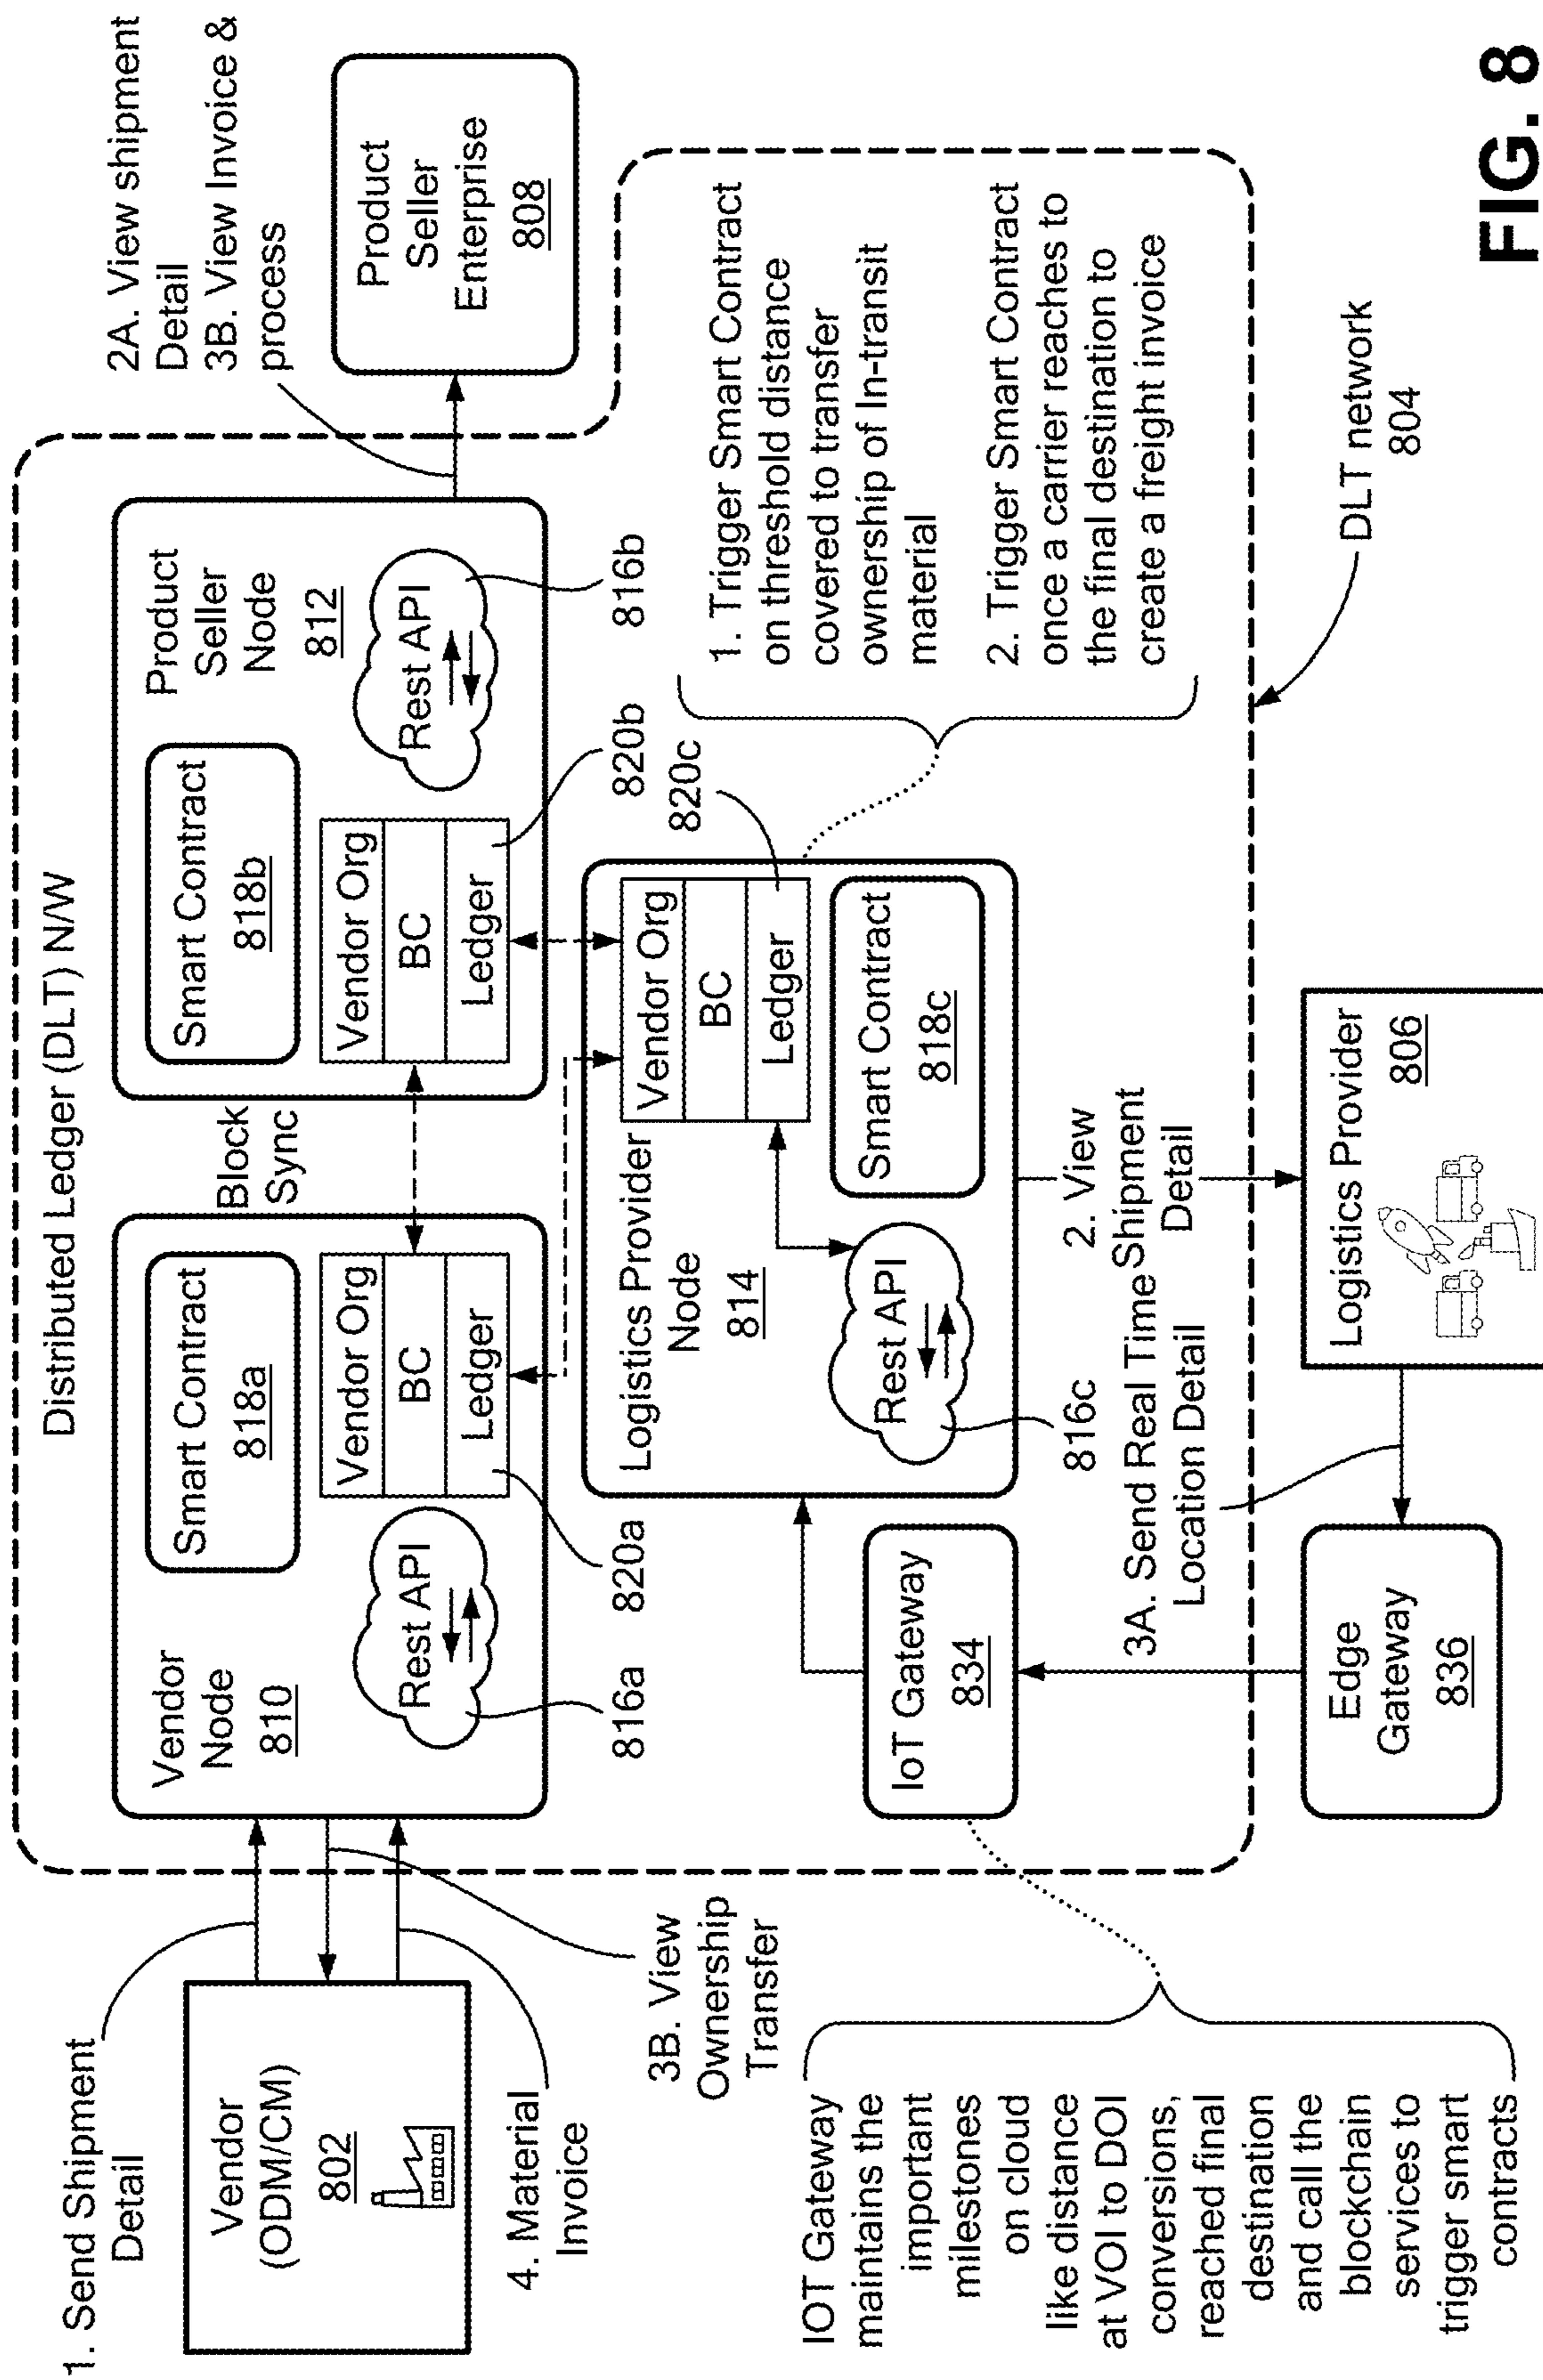 Distributed Ledger (DLT) N/W
1. Send Shipment
Detail
Vendor
(ODM/CM)
802
4. Material
Invoice
3B. View
Ownership
Transfer
Vendor
Node
810
Smart Contract
818a
Rest API
816a
Vendor Org
BC
Ledger
820a
Block
Sync
Product
Seller
Node
812
Smart Contract
818b
Vendor Org
BC
Ledger
820b
Rest API
816b
2A. View shipment
Detail
3B. View Invoice &
process
Product
Seller
Enterprise
808
Logistics Provider
Node
814
Vendor Org
BC
Ledger
820c
Rest API
816c
Smart Contract
818c
1. Trigger Smart Contract
on threshold distance
covered to transfer
ownership of In-transit
material
2. Trigger Smart Contract
once a carrier reaches to
the final destination to
create a freight invoice
IoT Gateway
834
IOT Gateway
maintains the
important
milestones
on cloud
like distance
at VOI to DOI
conversions,
reached final
destination
and call the
blockchain
services to
trigger smart
contracts
3A. Send Real Time
Location Detail
2. View
Shipment
Detail
Edge
Gateway
836
Logistics Provider
806
DLT network
804
FIG. 8